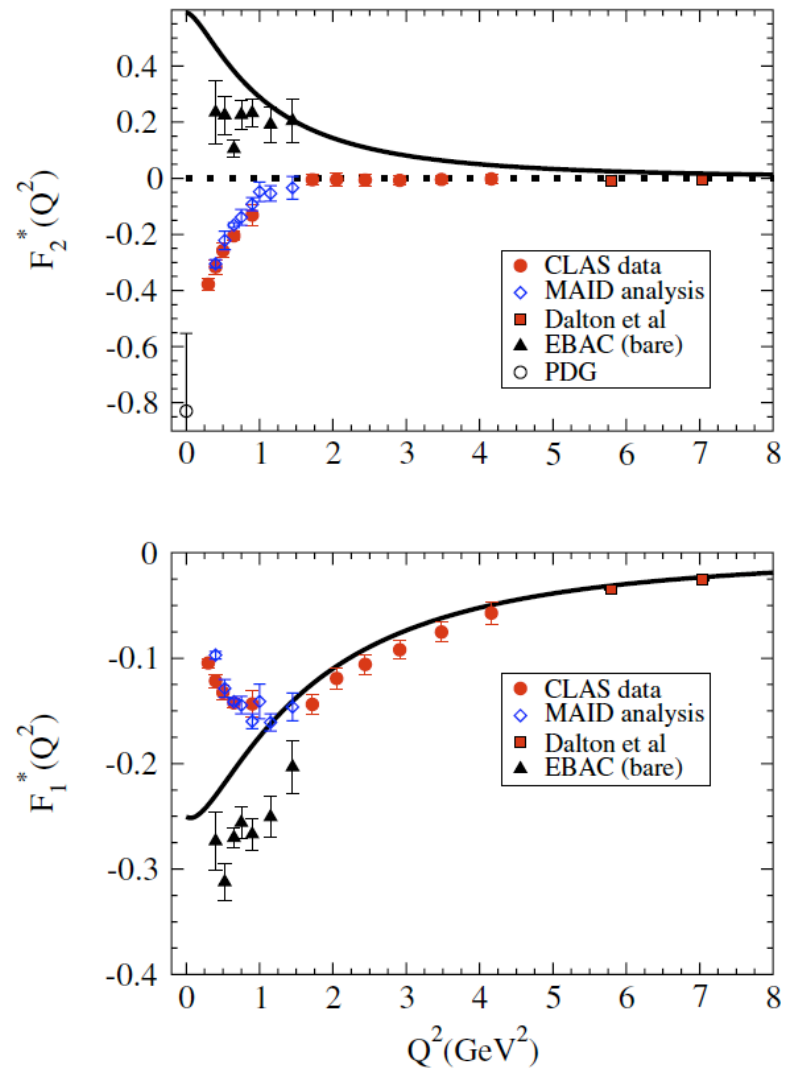 0.4
0.2
0
-0.2
-0.4
-0.6
-0.8
F2*(Q²)
CLAS data
MAID analysis
Dalton et al
EBAC (bare)
PDG
0 1 2 3 4 5 6 7 8
0
-0.1
-0.2
-0.3
-0.4
F1*(Q²)
CLAS data
MAID analysis
Dalton et al
EBAC (bare)
0 1 2 3 4 5 6 7 8
Q²(GeV²)